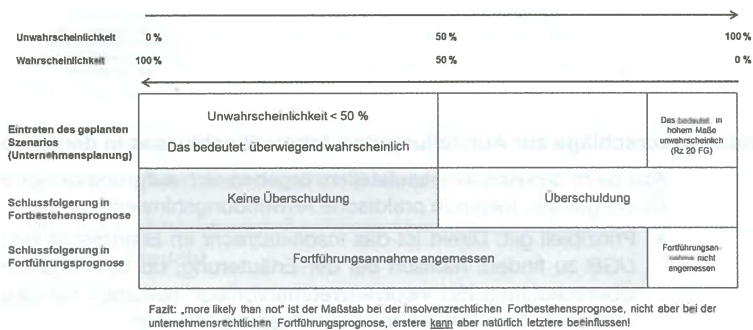 Unwahrscheinlichkeit 0 % 50 % 100 %
Wahrscheinlichkeit 100 % 50 % 0 %
Eintreten des geplanten
Szenarios
(Unternehmensplanung)
Unwahrscheinlichkeit < 50 %
Das bedeutet: überwiegend wahrscheinlich
Das bedeutet in
hohem Maße
unwahrscheinlich
(Rz 20 FG)
Schlussfolgerung in
Fortbestehensprognose
Keine Überschuldung
Überschuldung
Schlussfolgerung in
Fortführungsprognose
Fortführungsannahme angemessen
Fortführungsan-
nahme nicht
angemessen
Fazit: „more likely than not" ist der Maßstab bei der insolvenzrechtlichen Fortbestehensprognose, nicht aber bei der
unternehmensrechtlichen Fortführungsprognose, erstere kann aber natürlich letztere beeinflussen!